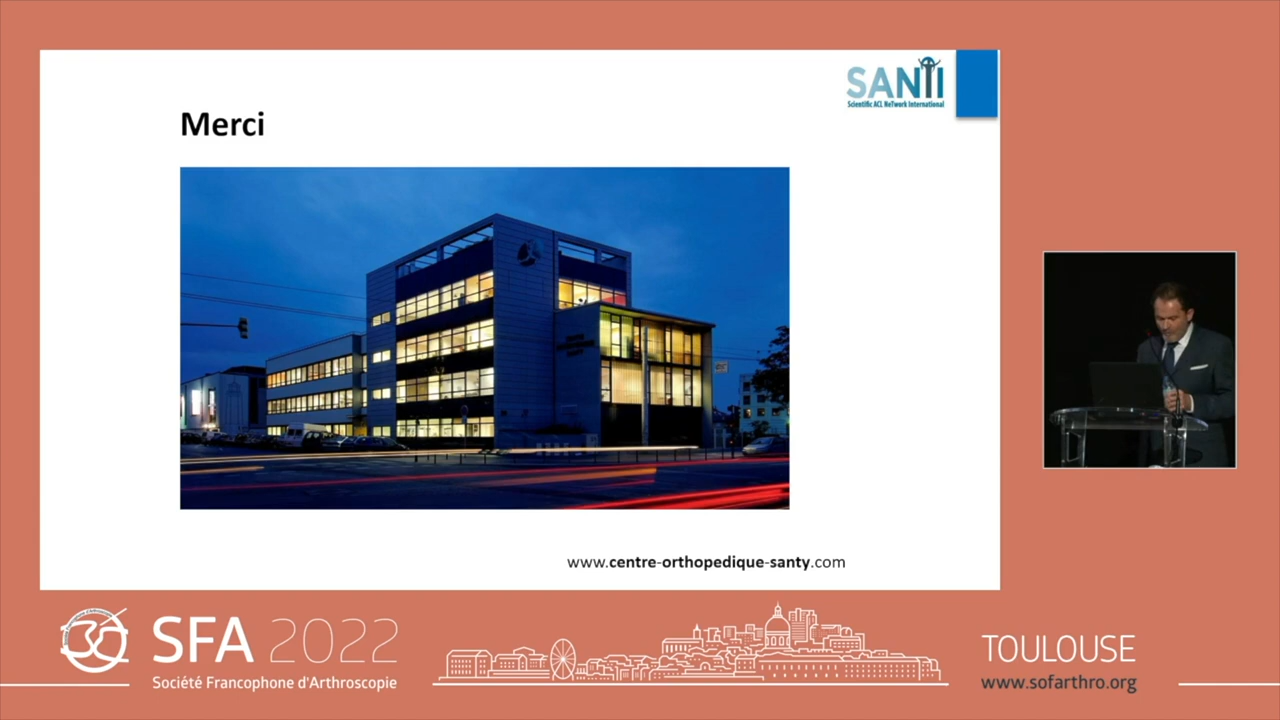 SANTI
Scientific ACL NeTwork International
Merci
www.centre-orthopedique-santy.com
30
SFA 2022
Société Francophone d'Arthroscopie
TOULOUSE
www.sofarthro.org